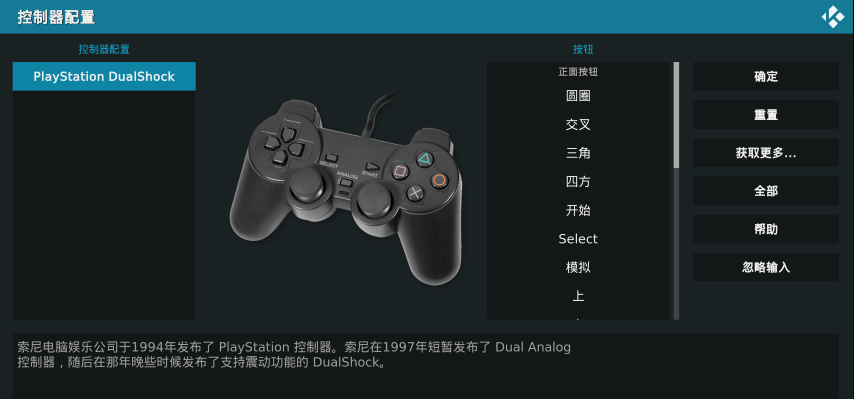 控制器配置
控制器配置
按钮
PlayStation DualShock
正面按钮
圆圈
交叉
三角
四方
开始
Select
模拟
上
确定
重置
获取更多...
全部
帮助
忽略输入
SELECT
ANALOG
START
索尼电脑娱乐公司于1994年发布了 PlayStation 控制器。索尼在1997年短暂发布了 Dual Analog
控制器，随后在那年晚些时候发布了支持震动功能的 DualShock。